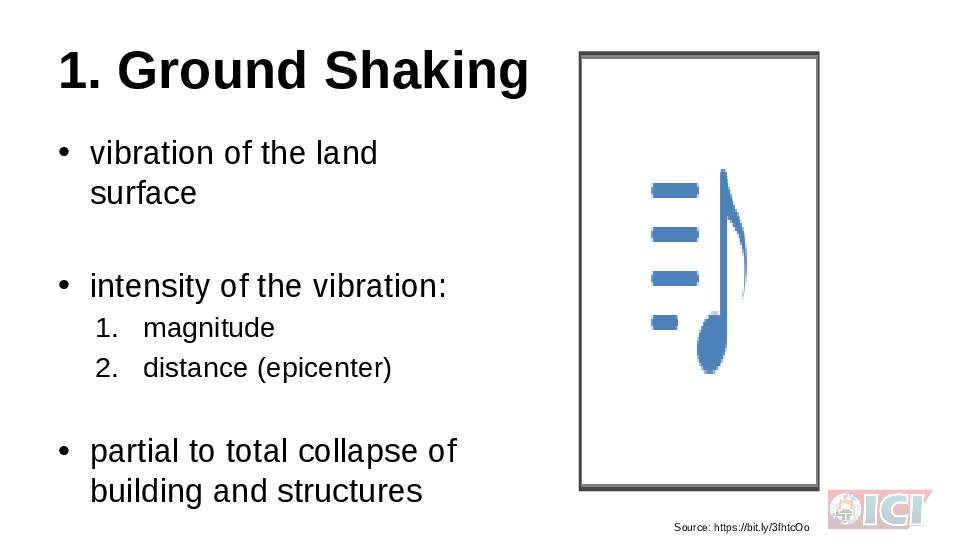 1. Ground Shaking
• vibration of the land
surface
• intensity of the vibration:
1. magnitude
2. distance (epicenter)
• partial to total collapse of
building and structures
Source: https://bit.ly/3fhtcOo
ICI